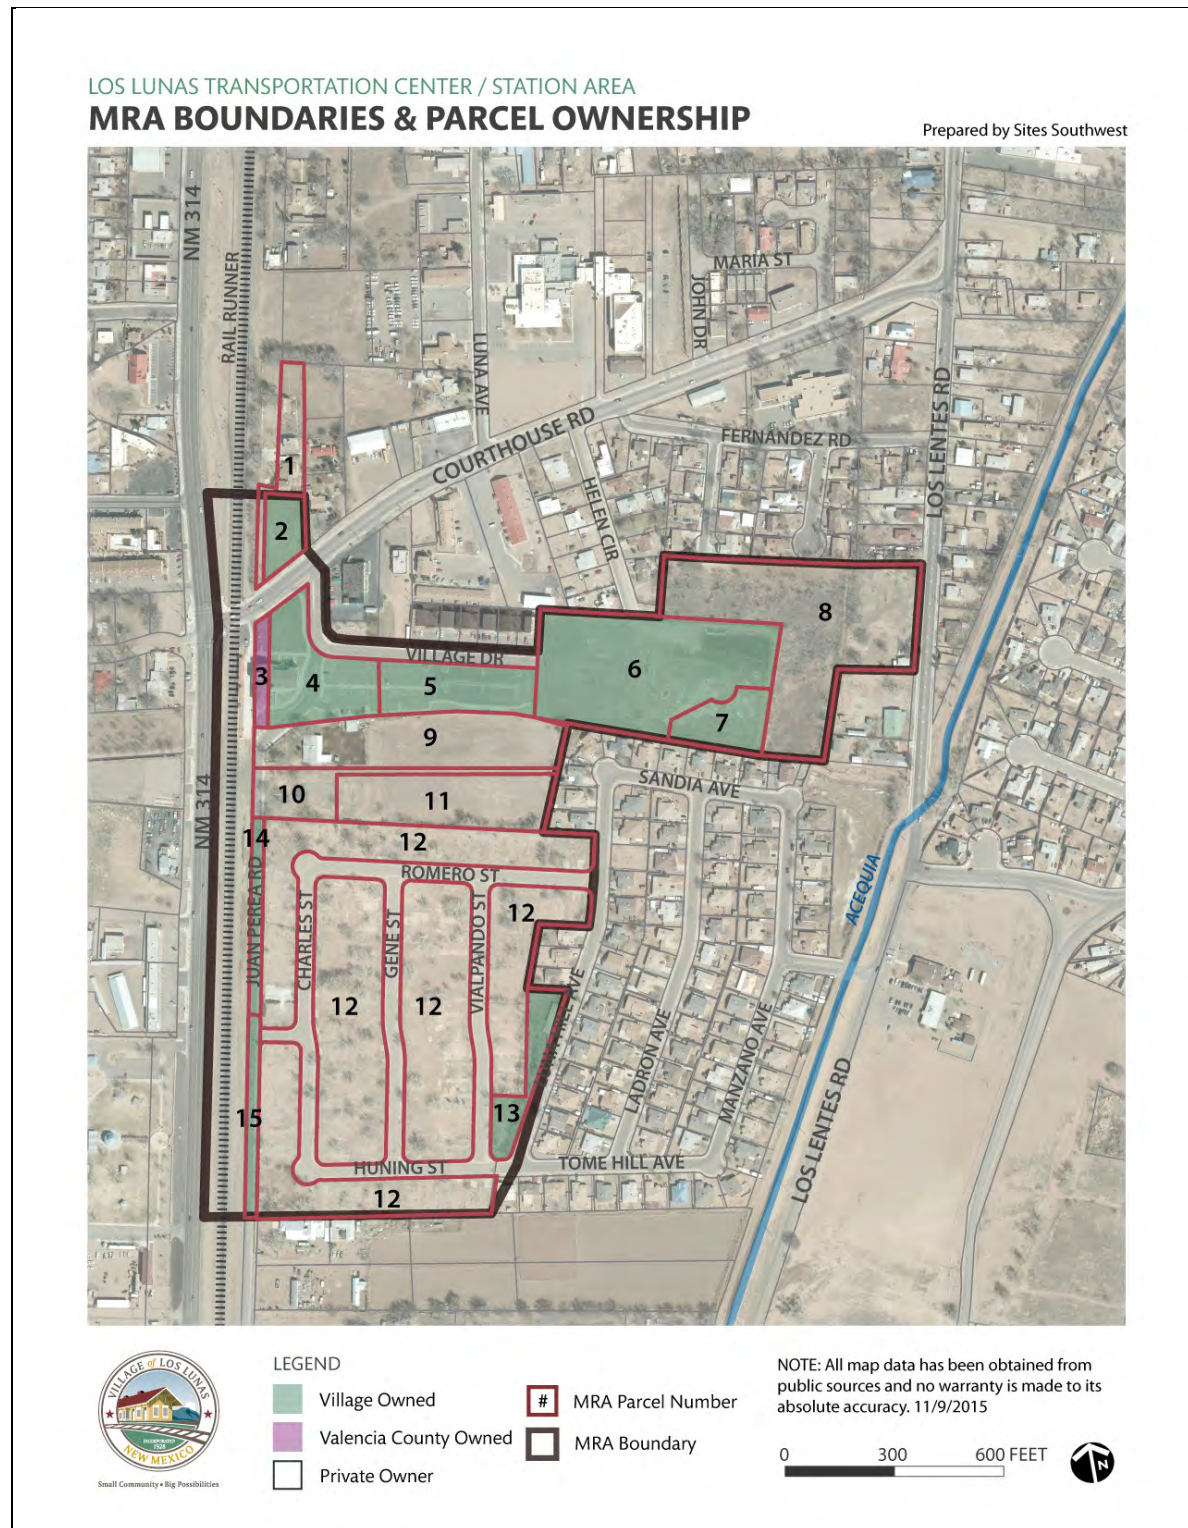 LOS LUNAS TRANSPORTATION CENTER / STATION AREA
MRA BOUNDARIES & PARCEL OWNERSHIP
Prepared by Sites Southwest
NM 314
RAIL RUNNER
LUNA AVE
MARIA ST
JOHN DR
COURTHOUSE RD
FERNANDEZ RD
LOS LENTES RD
HELEN CIR
1
2
3
4
5
6
7
8
VILLAGE DR
9
10
11
SANDIA AVE
NM 314
14
12
ROMERO ST
JUAN PEREA RD
CHARLES ST
GENE ST
VIALPANDO ST
12
ACEQUIA
12
12
HILL AVE
LADRON AVE
MANZANO AVE
LOS LENTES RD
15
13
HUNING ST
TOME HILL AVE
12
VILLAGE of LOS LUNAS
INCORPORATED
1928
NEW MEXICO
Small Community • Big Possibilities
LEGEND
Village Owned
Valencia County Owned
Private Owner
# MRA Parcel Number
MRA Boundary
NOTE: All map data has been obtained from
public sources and no warranty is made to its
absolute accuracy. 11/9/2015
0 300 600 FEET
N